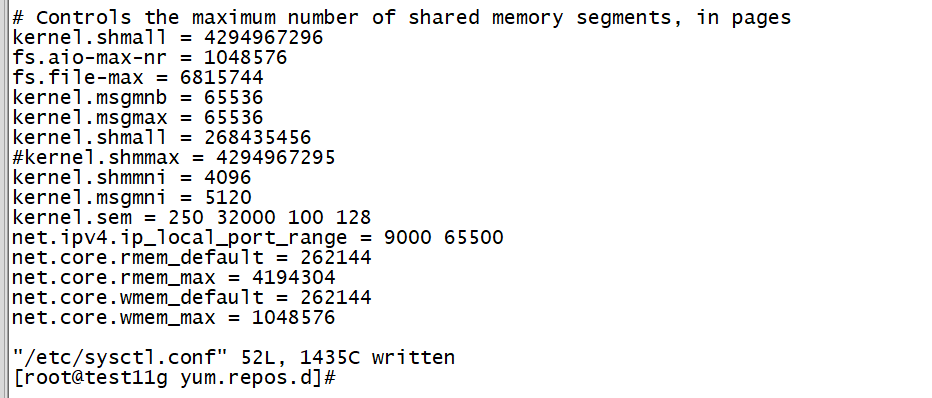 # Controls the maximum number of shared memory segments, in pages
kernel.shmall = 4294967296
fs.aio-max-nr = 1048576
fs.file-max = 6815744
kernel.msgmnb = 65536
kernel.msgmax = 65536
kernel.shmall = 268435456
#kernel.shmmax = 4294967295
kernel.shmmni = 4096
kernel.msgmni = 5120
kernel.sem = 250 32000 100 128
net.ipv4.ip_local_port_range = 9000 65500
net.core.rmem_default = 262144
net.core.rmem_max = 4194304
net.core.wmem_default = 262144
net.core.wmem_max = 1048576
"/etc/sysctl.conf" 52L, 1435C written
[root@test11g yum.repos.d]#